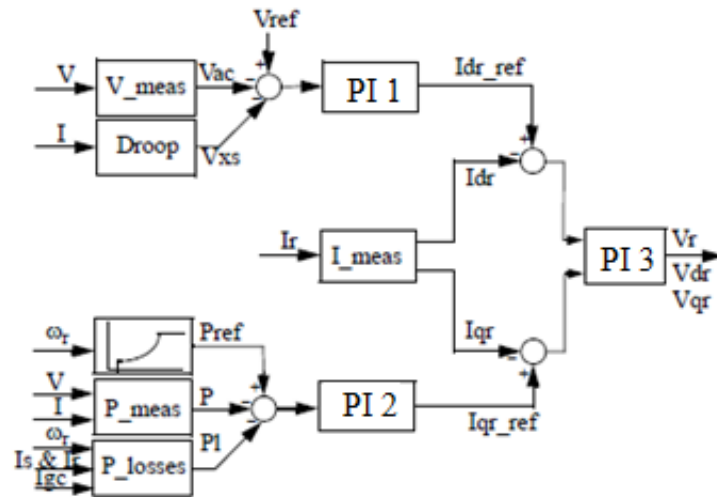 Vref
V
V_meas
Vac
PI 1
Idr_ref
I
Droop
Vxs
Idr
Ir
I_meas
PI 3
Vr
Vdr
Vqr
ωr
Pref
Iqr
V
I
P_meas
P
PI 2
Iqr_ref
ωr
Is & Ir
Igc
P_losses
Pl